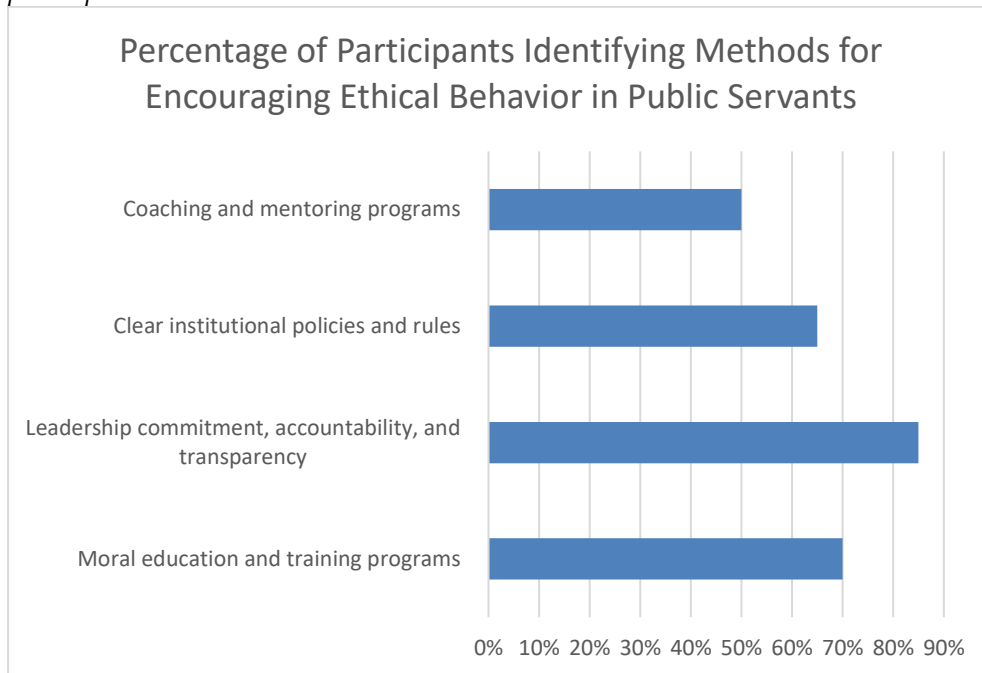 Percentage of Participants Identifying Methods for
Encouraging Ethical Behavior in Public Servants
Coaching and mentoring programs
Clear institutional policies and rules
Leadership commitment, accountability, and
transparency
Moral education and training programs
0% 10% 20% 30% 40% 50% 60% 70% 80% 90%